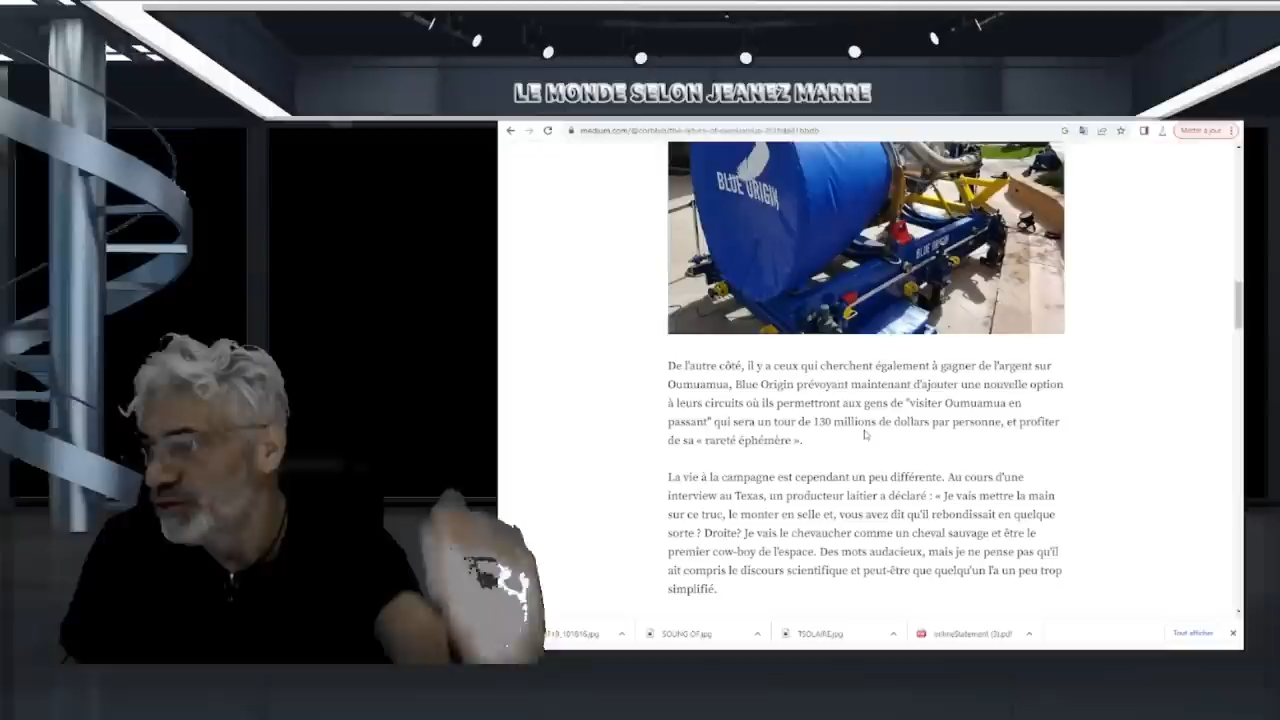 LE MONDE SELON JEANEZ MARRE
Mettre à jour
BLUE ORIGIN
BLUE ORIGIN
De l'autre côté, il y a ceux qui cherchent également à gagner de l'argent sur
Oumuamua, Blue Origin prévoyant maintenant d'ajouter une nouvelle option
à leurs circuits où ils permettront aux gens de "visiter Oumuamua en
passant" qui sera un tour de 130 millions de dollars par personne, et profiter
de sa « rareté éphémère ».
La vie à la campagne est cependant un peu différente. Au cours d'une
interview au Texas, un producteur laitier a déclaré : « Je vais mettre la main
sur ce truc, le monter en selle et, vous avez dit qu'il rebondissait en quelque
sorte ? Droite? Je vais le chevaucher comme un cheval sauvage et être le
premier cow-boy de l'espace. Des mots audacieux, mais je ne pense pas qu'il
ait compris le discours scientifique et peut-être que quelqu'un l'a un peu trop
simplifié.
SOUNG OF.jpg
TSOLAIRE.jpg
onlineStatement (3).pdf
Tout afficher